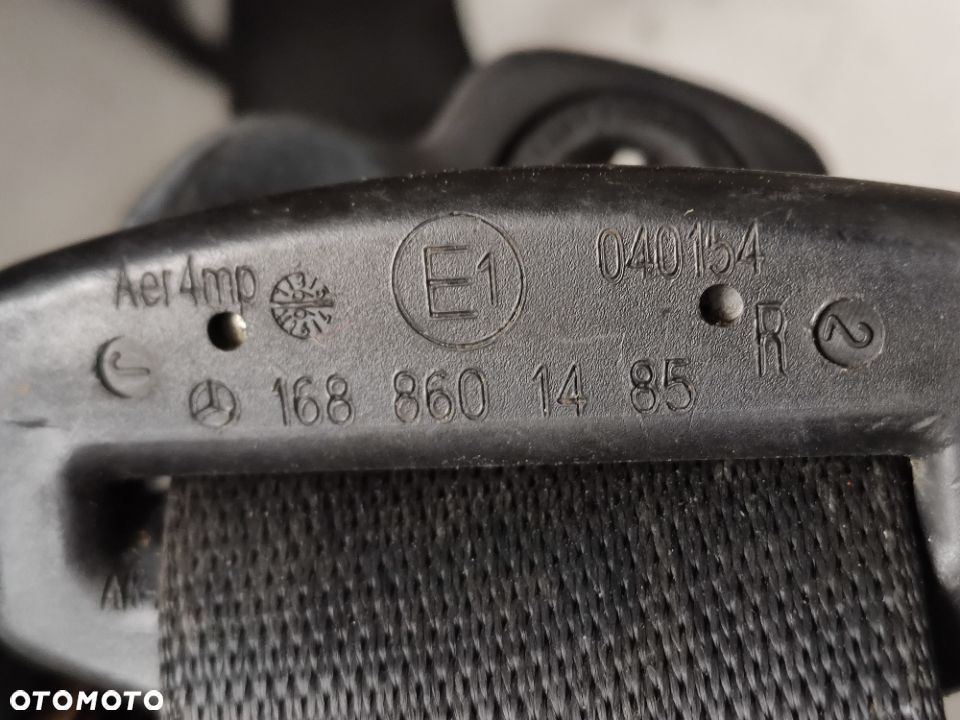 Aer4mp E1 040154
R 2
168 860 14 85
OTOMOTO